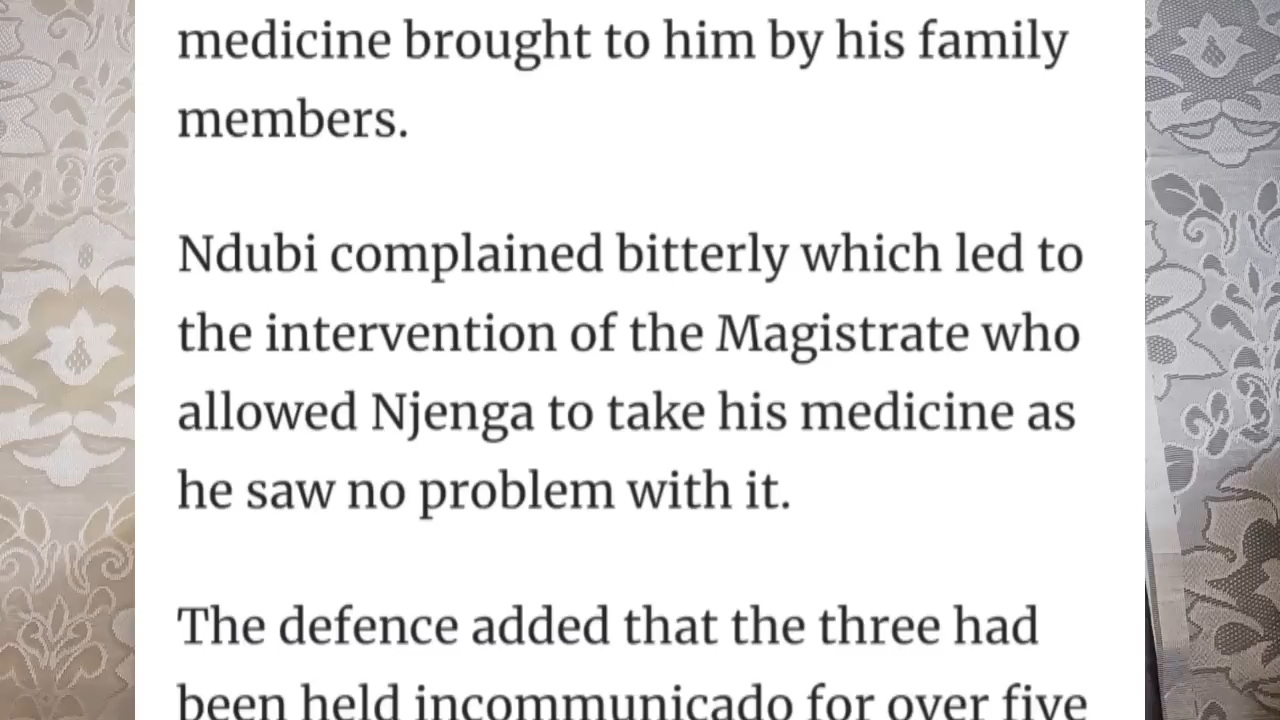 medicine brought to him by his family
members.
Ndubi complained bitterly which led to
the intervention of the Magistrate who
allowed Njenga to take his medicine as
he saw no problem with it.
The defence added that the three had
been held incommunicado for over five